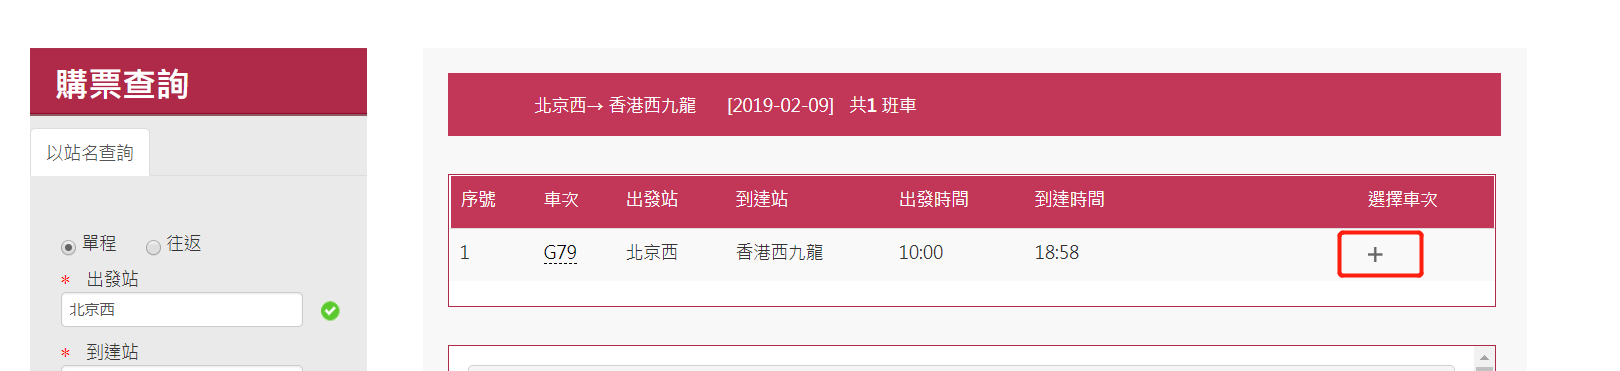 購票查詢
以站名查詢
單程 往返
* 出發站
北京西
* 到達站
北京西→ 香港西九龍 [2019-02-09] 共1 班車
序號 車次 出發站 到達站 出發時間 到達時間 選擇車次
1 G79 北京西 香港西九龍 10:00 18:58 +